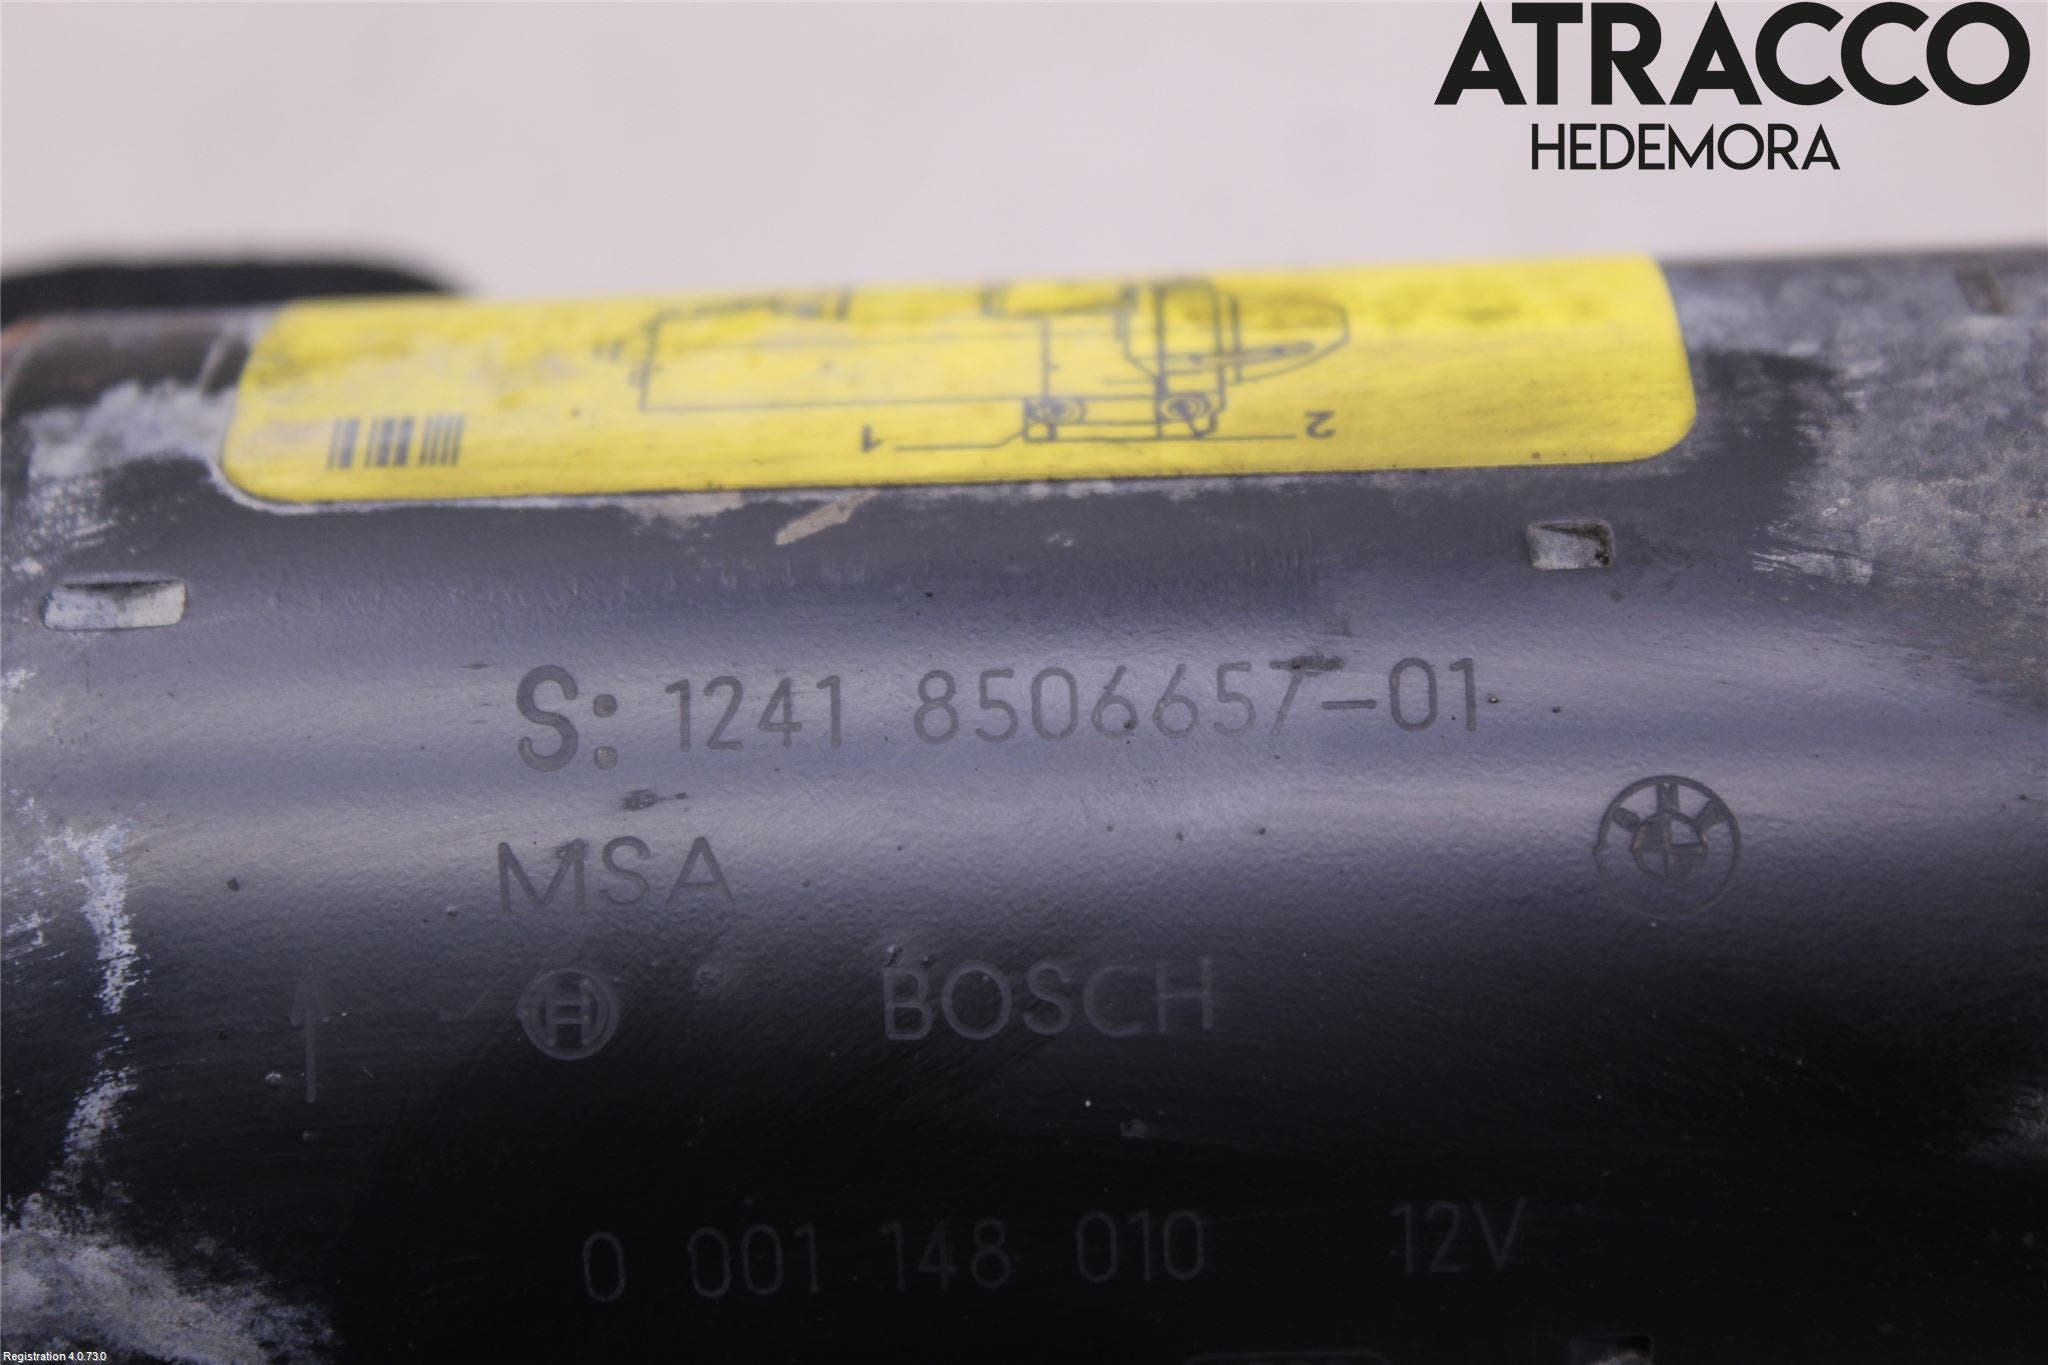 ATRACCO
HEDEMORA
1
2
S: 1241 8506657-01
BMW
MSA
BOSCH
0 001 148 010 12V
Registration 4.0.73.0